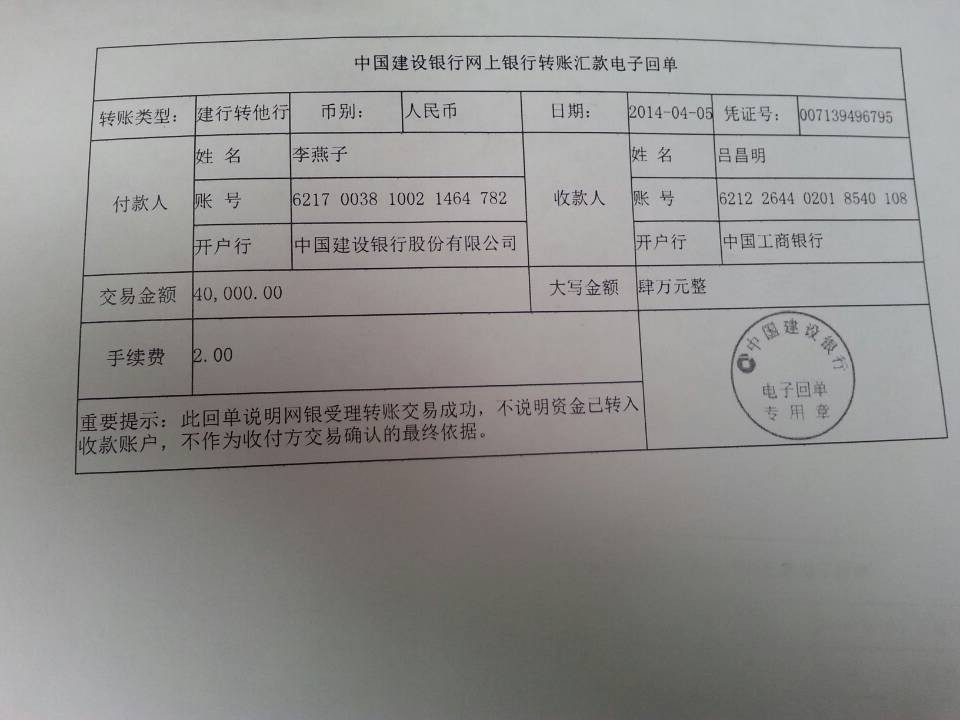 中国建设银行网上银行转账汇款电子回单
转账类型： 建行转他行 币别： 人民币 日期： 2014-04-05 凭证号： 007139496795
付款人 姓 名 李燕子 收款人 姓 名 吕昌明
账 号 6217 0038 1002 1464 782 账 号 6212 2644 0201 8540 108
开户行 中国建设银行股份有限公司 开户行 中国工商银行
交易金额 40,000.00 大写金额 肆万元整
手续费 2.00
中国建设银行
电子回单
专用章
重要提示：此回单说明网银受理转账交易成功，不说明资金已转入
收款账户，不作为收付方交易确认的最终依据。